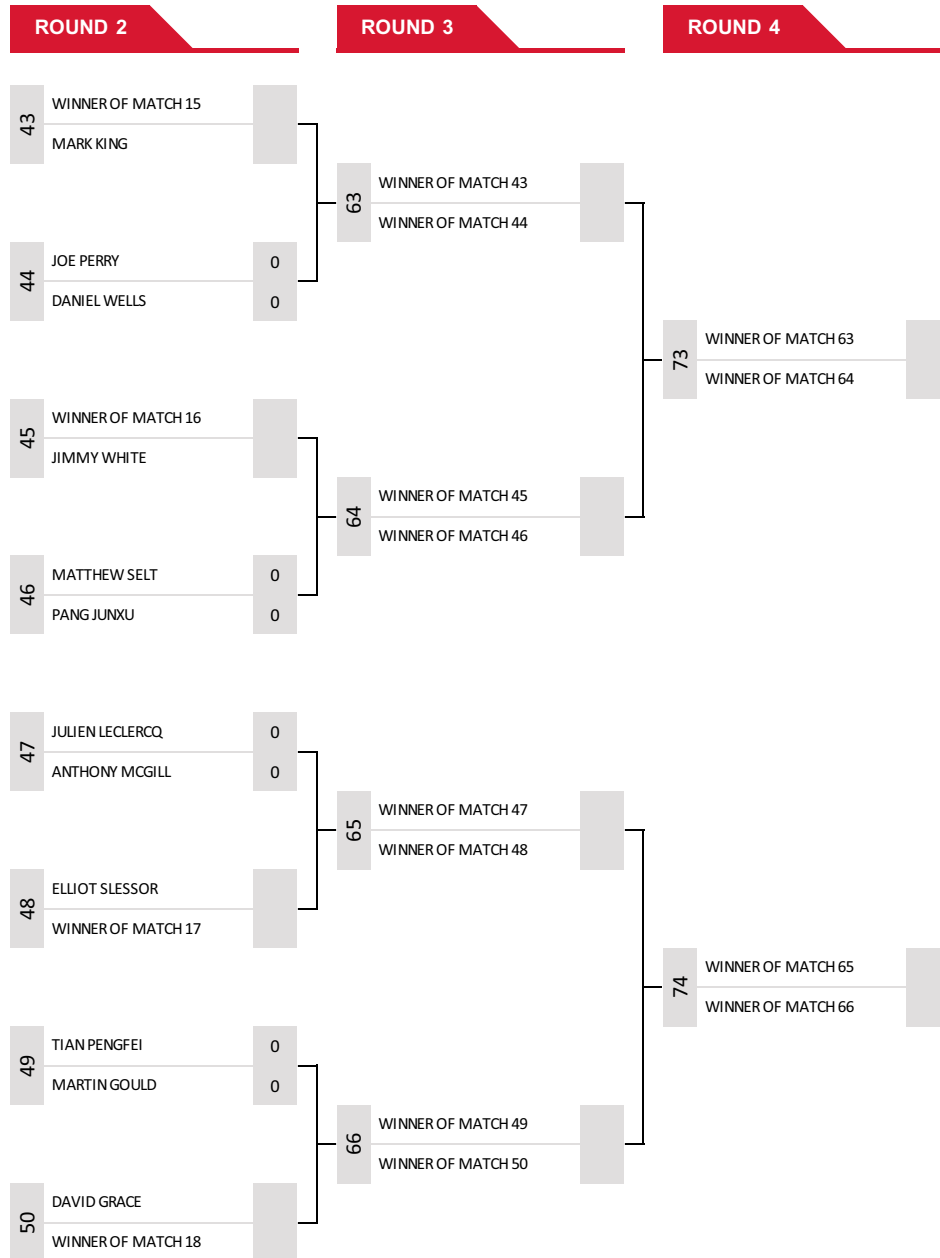 ROUND 2
ROUND 3
ROUND 4
43
WINNER OF MATCH 15
MARK KING
63
WINNER OF MATCH 43
WINNER OF MATCH 44
44
JOE PERRY 0
DANIEL WELLS 0
73
WINNER OF MATCH 63
WINNER OF MATCH 64
45
WINNER OF MATCH 16
JIMMY WHITE
64
WINNER OF MATCH 45
WINNER OF MATCH 46
46
MATTHEW SELT 0
PANG JUNXU 0
47
JULIEN LECLERCQ 0
ANTHONY MCGILL 0
65
WINNER OF MATCH 47
WINNER OF MATCH 48
48
ELLIOT SLESSOR
WINNER OF MATCH 17
74
WINNER OF MATCH 65
WINNER OF MATCH 66
49
TIAN PENGFEI 0
MARTIN GOULD 0
66
WINNER OF MATCH 49
WINNER OF MATCH 50
50
DAVID GRACE
WINNER OF MATCH 18